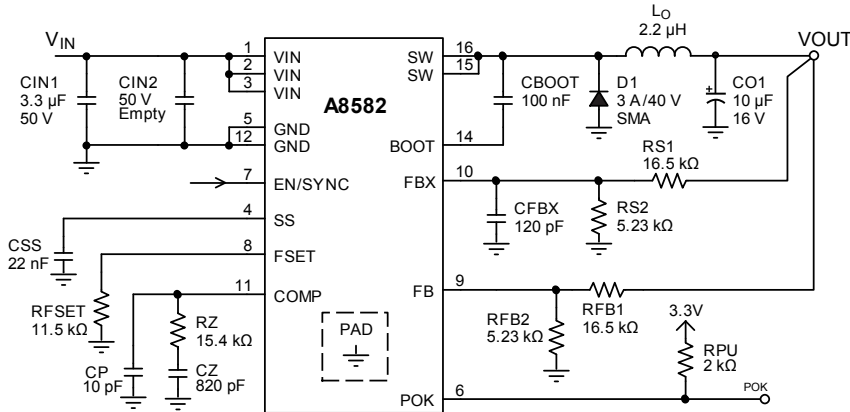 V_IN
CIN1
3.3 µF
50 V
CIN2
50 V
Empty
1
2
3
5
12
7
4
8
11
VIN
VIN
VIN
GND
GND
EN/SYNC
SS
FSET
COMP
A8582
PAD
SW
SW
BOOT
FBX
FB
POK
16
15
14
10
9
6
CSS
22 nF
RFSET
11.5 kΩ
RZ
15.4 kΩ
CP
10 pF
CZ
820 pF
CBOOT
100 nF
D1
3 A/40 V
SMA
L_O
2.2 µH
CO1
10 µF
16 V
+
VOUT
RS1
16.5 kΩ
CFBX
120 pF
RS2
5.23 kΩ
RFB2
5.23 kΩ
RFB1
16.5 kΩ
3.3V
RPU
2 kΩ
POK